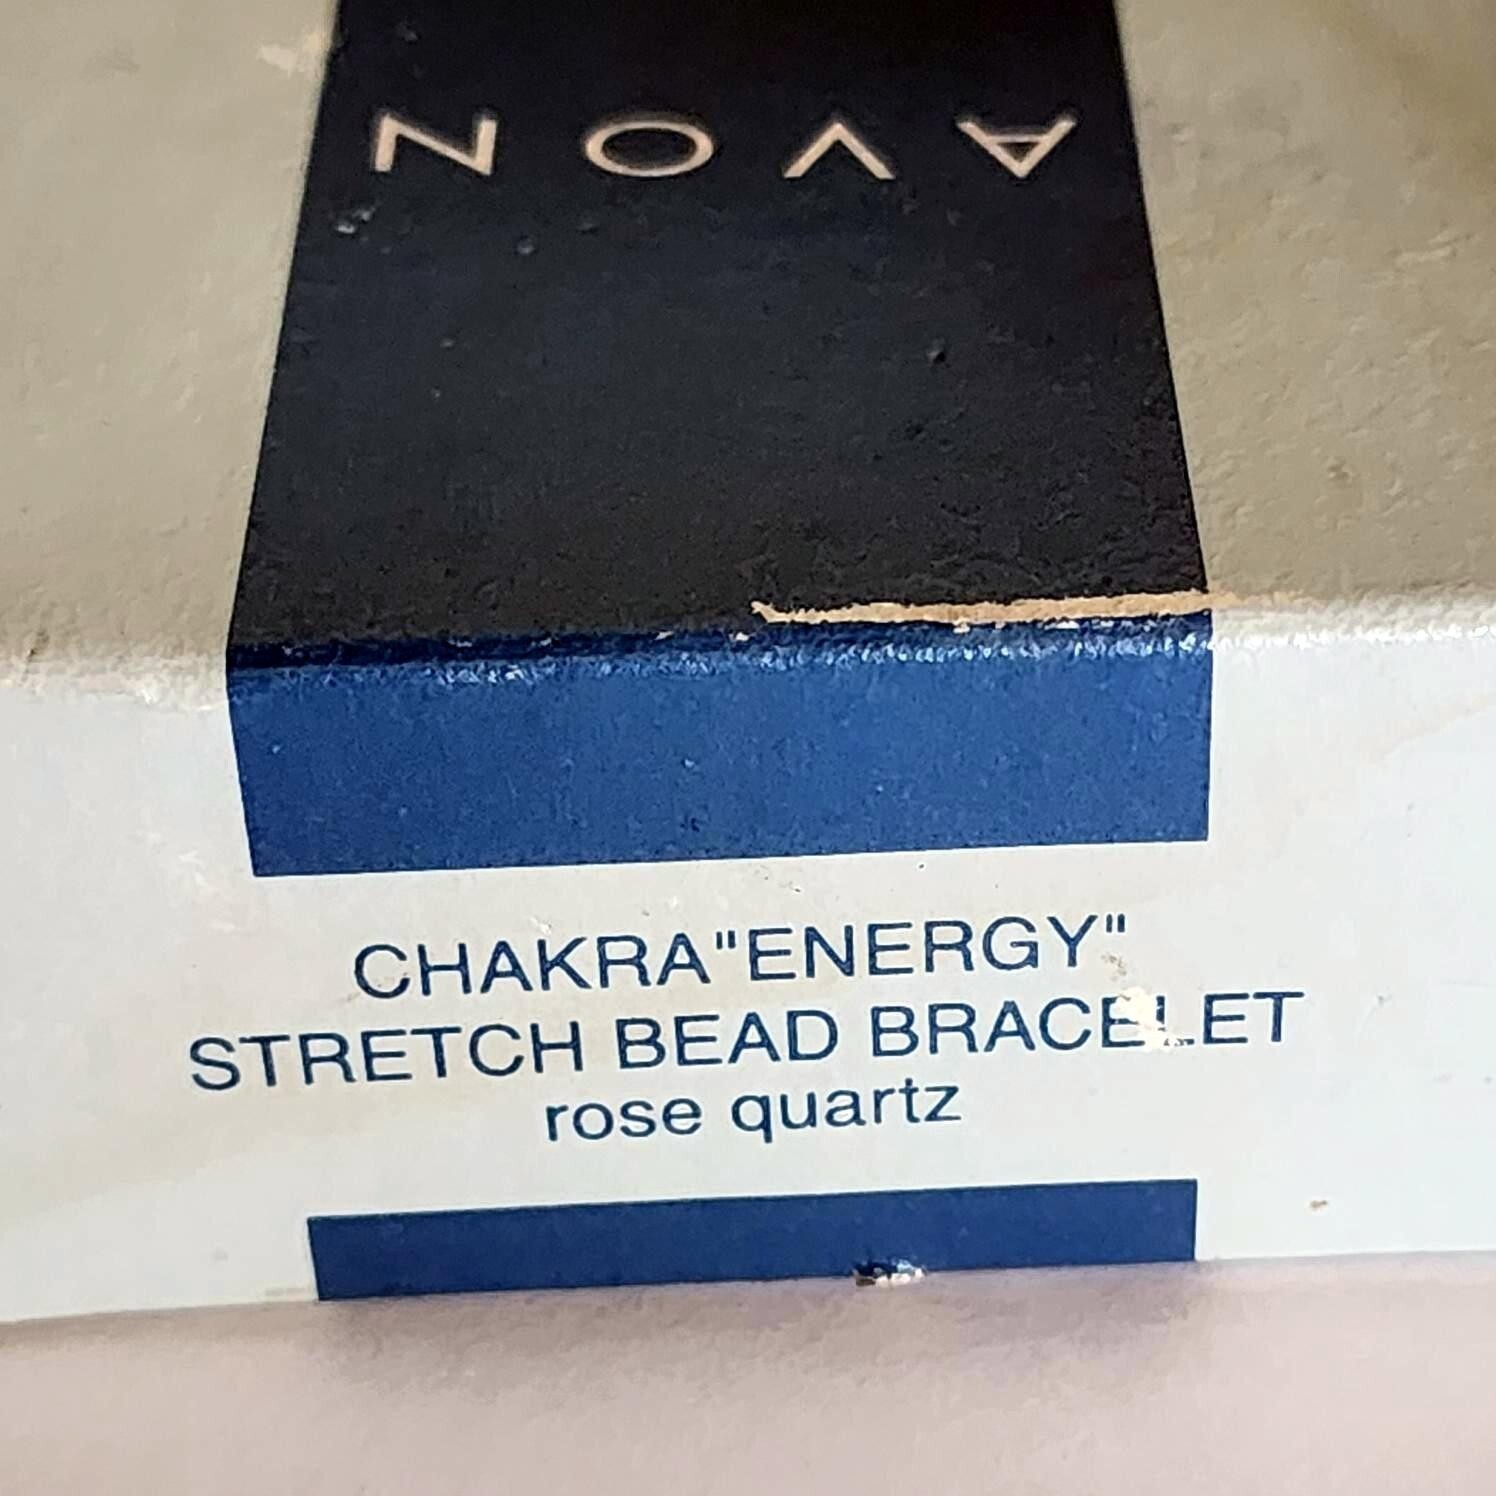 AVON
CHAKRA"ENERGY"
STRETCH BEAD BRACELET
rose quartz